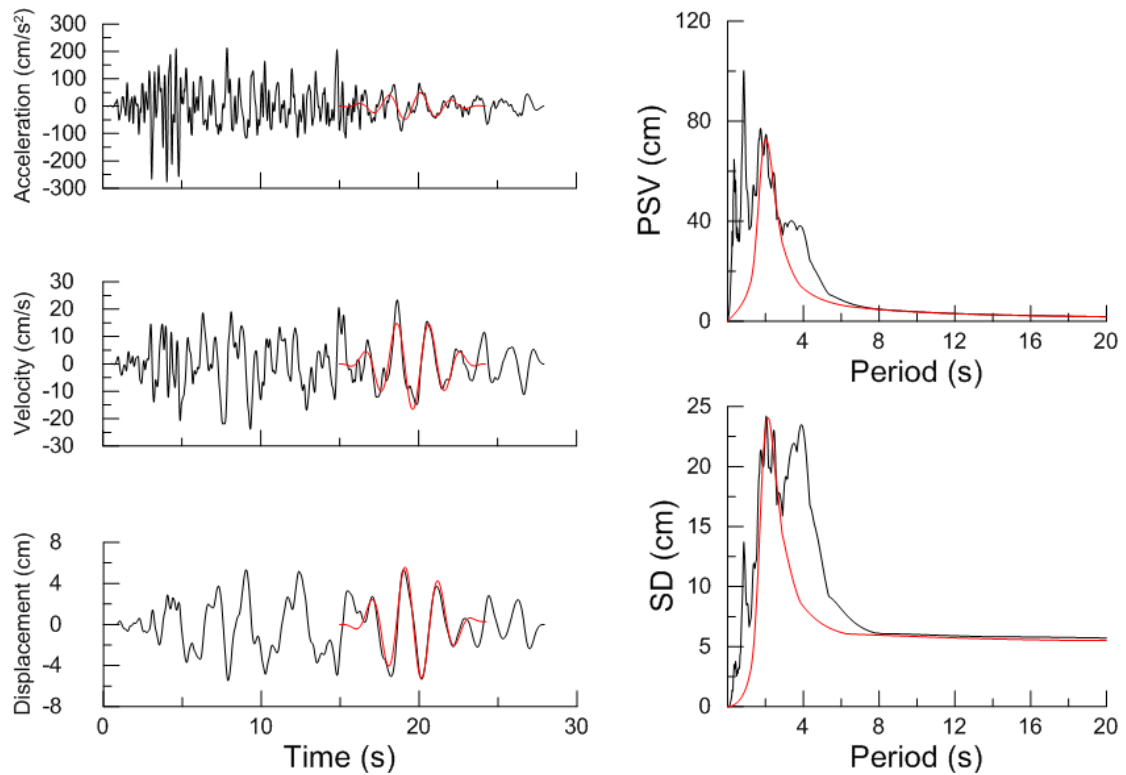 Acceleration (cm/s²)
300
200
100
0
-100
-200
-300
Velocity (cm/s)
30
20
10
0
-10
-20
-30
Displacement (cm)
8
4
0
-4
-8
0 10 20 30
Time (s)
PSV (cm)
120
80
40
0
4 8 12 16 20
Period (s)
SD (cm)
25
20
15
10
5
0
4 8 12 16 20
Period (s)